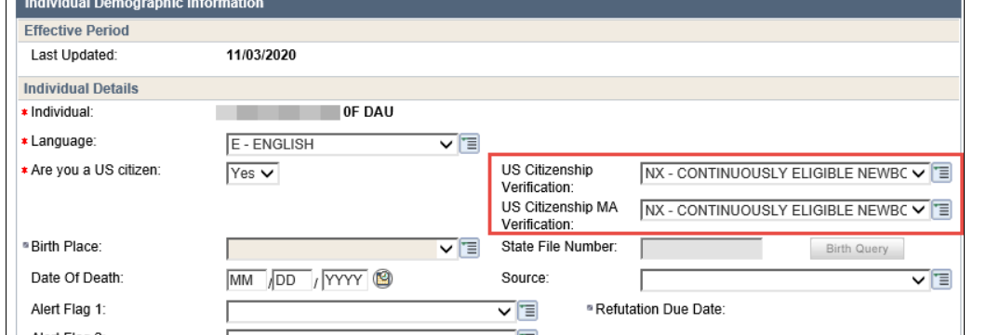 Individual Demographic Information
Effective Period
Last Updated: 11/03/2020
Individual Details
* Individual: 0F DAU
* Language: E - ENGLISH
* Are you a US citizen: Yes
US Citizenship Verification: NX - CONTINUOUSLY ELIGIBLE NEWBC
US Citizenship MA Verification: NX - CONTINUOUSLY ELIGIBLE NEWBC
Birth Place:
State File Number: Birth Query
Date Of Death: MM / DD / YYYY
Source:
Alert Flag 1:
Refutation Due Date: